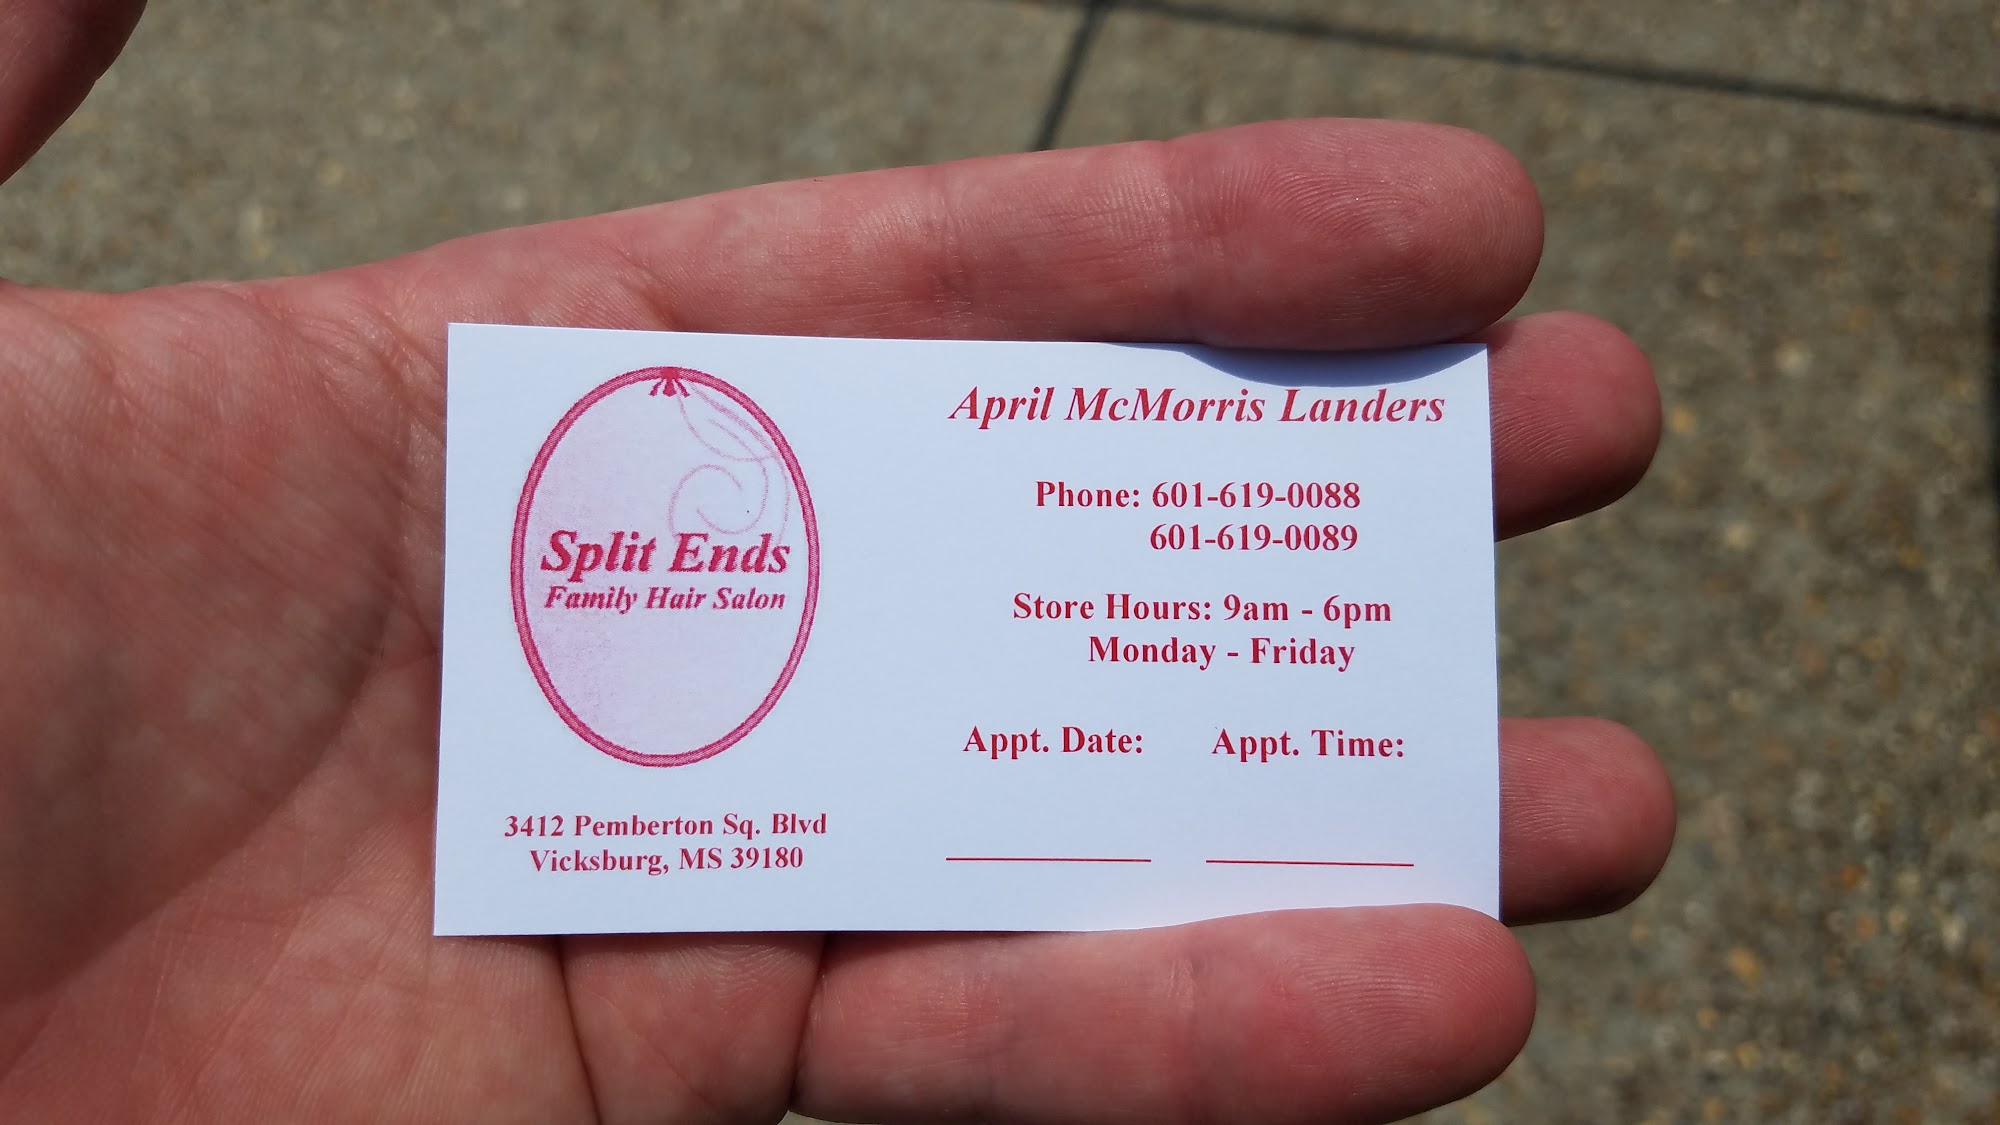 Split Ends
Family Hair Salon
3412 Pemberton Sq. Blvd
Vicksburg, MS 39180
April McMorris Landers
Phone: 601-619-0088
601-619-0089
Store Hours: 9am - 6pm
Monday - Friday
Appt. Date: Appt. Time: